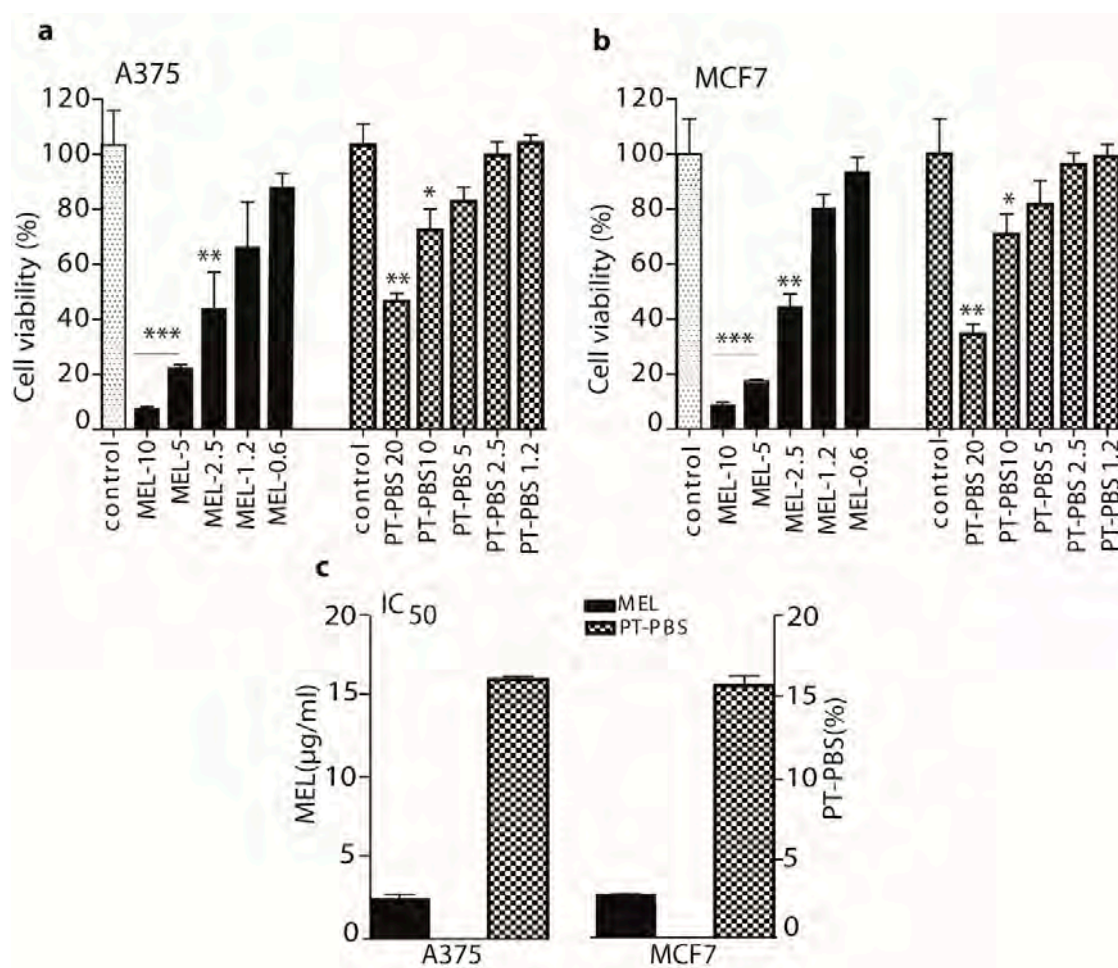 a
A375
120
100
80
60
40
20
0
Cell viability (%)
***
**
**
*
control
MEL-10
MEL-5
MEL-2.5
MEL-1.2
MEL-0.6
control
PT-PBS 20
PT-PBS10
PT-PBS 5
PT-PBS 2.5
PT-PBS 1.2
b
MCF7
120
100
80
60
40
20
0
Cell viability (%)
***
**
**
*
control
MEL-10
MEL-5
MEL-2.5
MEL-1.2
MEL-0.6
control
PT-PBS 20
PT-PBS10
PT-PBS 5
PT-PBS 2.5
PT-PBS 1.2
c
IC 50
MEL
PT-PBS
20
15
10
5
0
MEL(µg/ml)
A375
MCF7
20
15
10
5
0
PT-PBS(%)